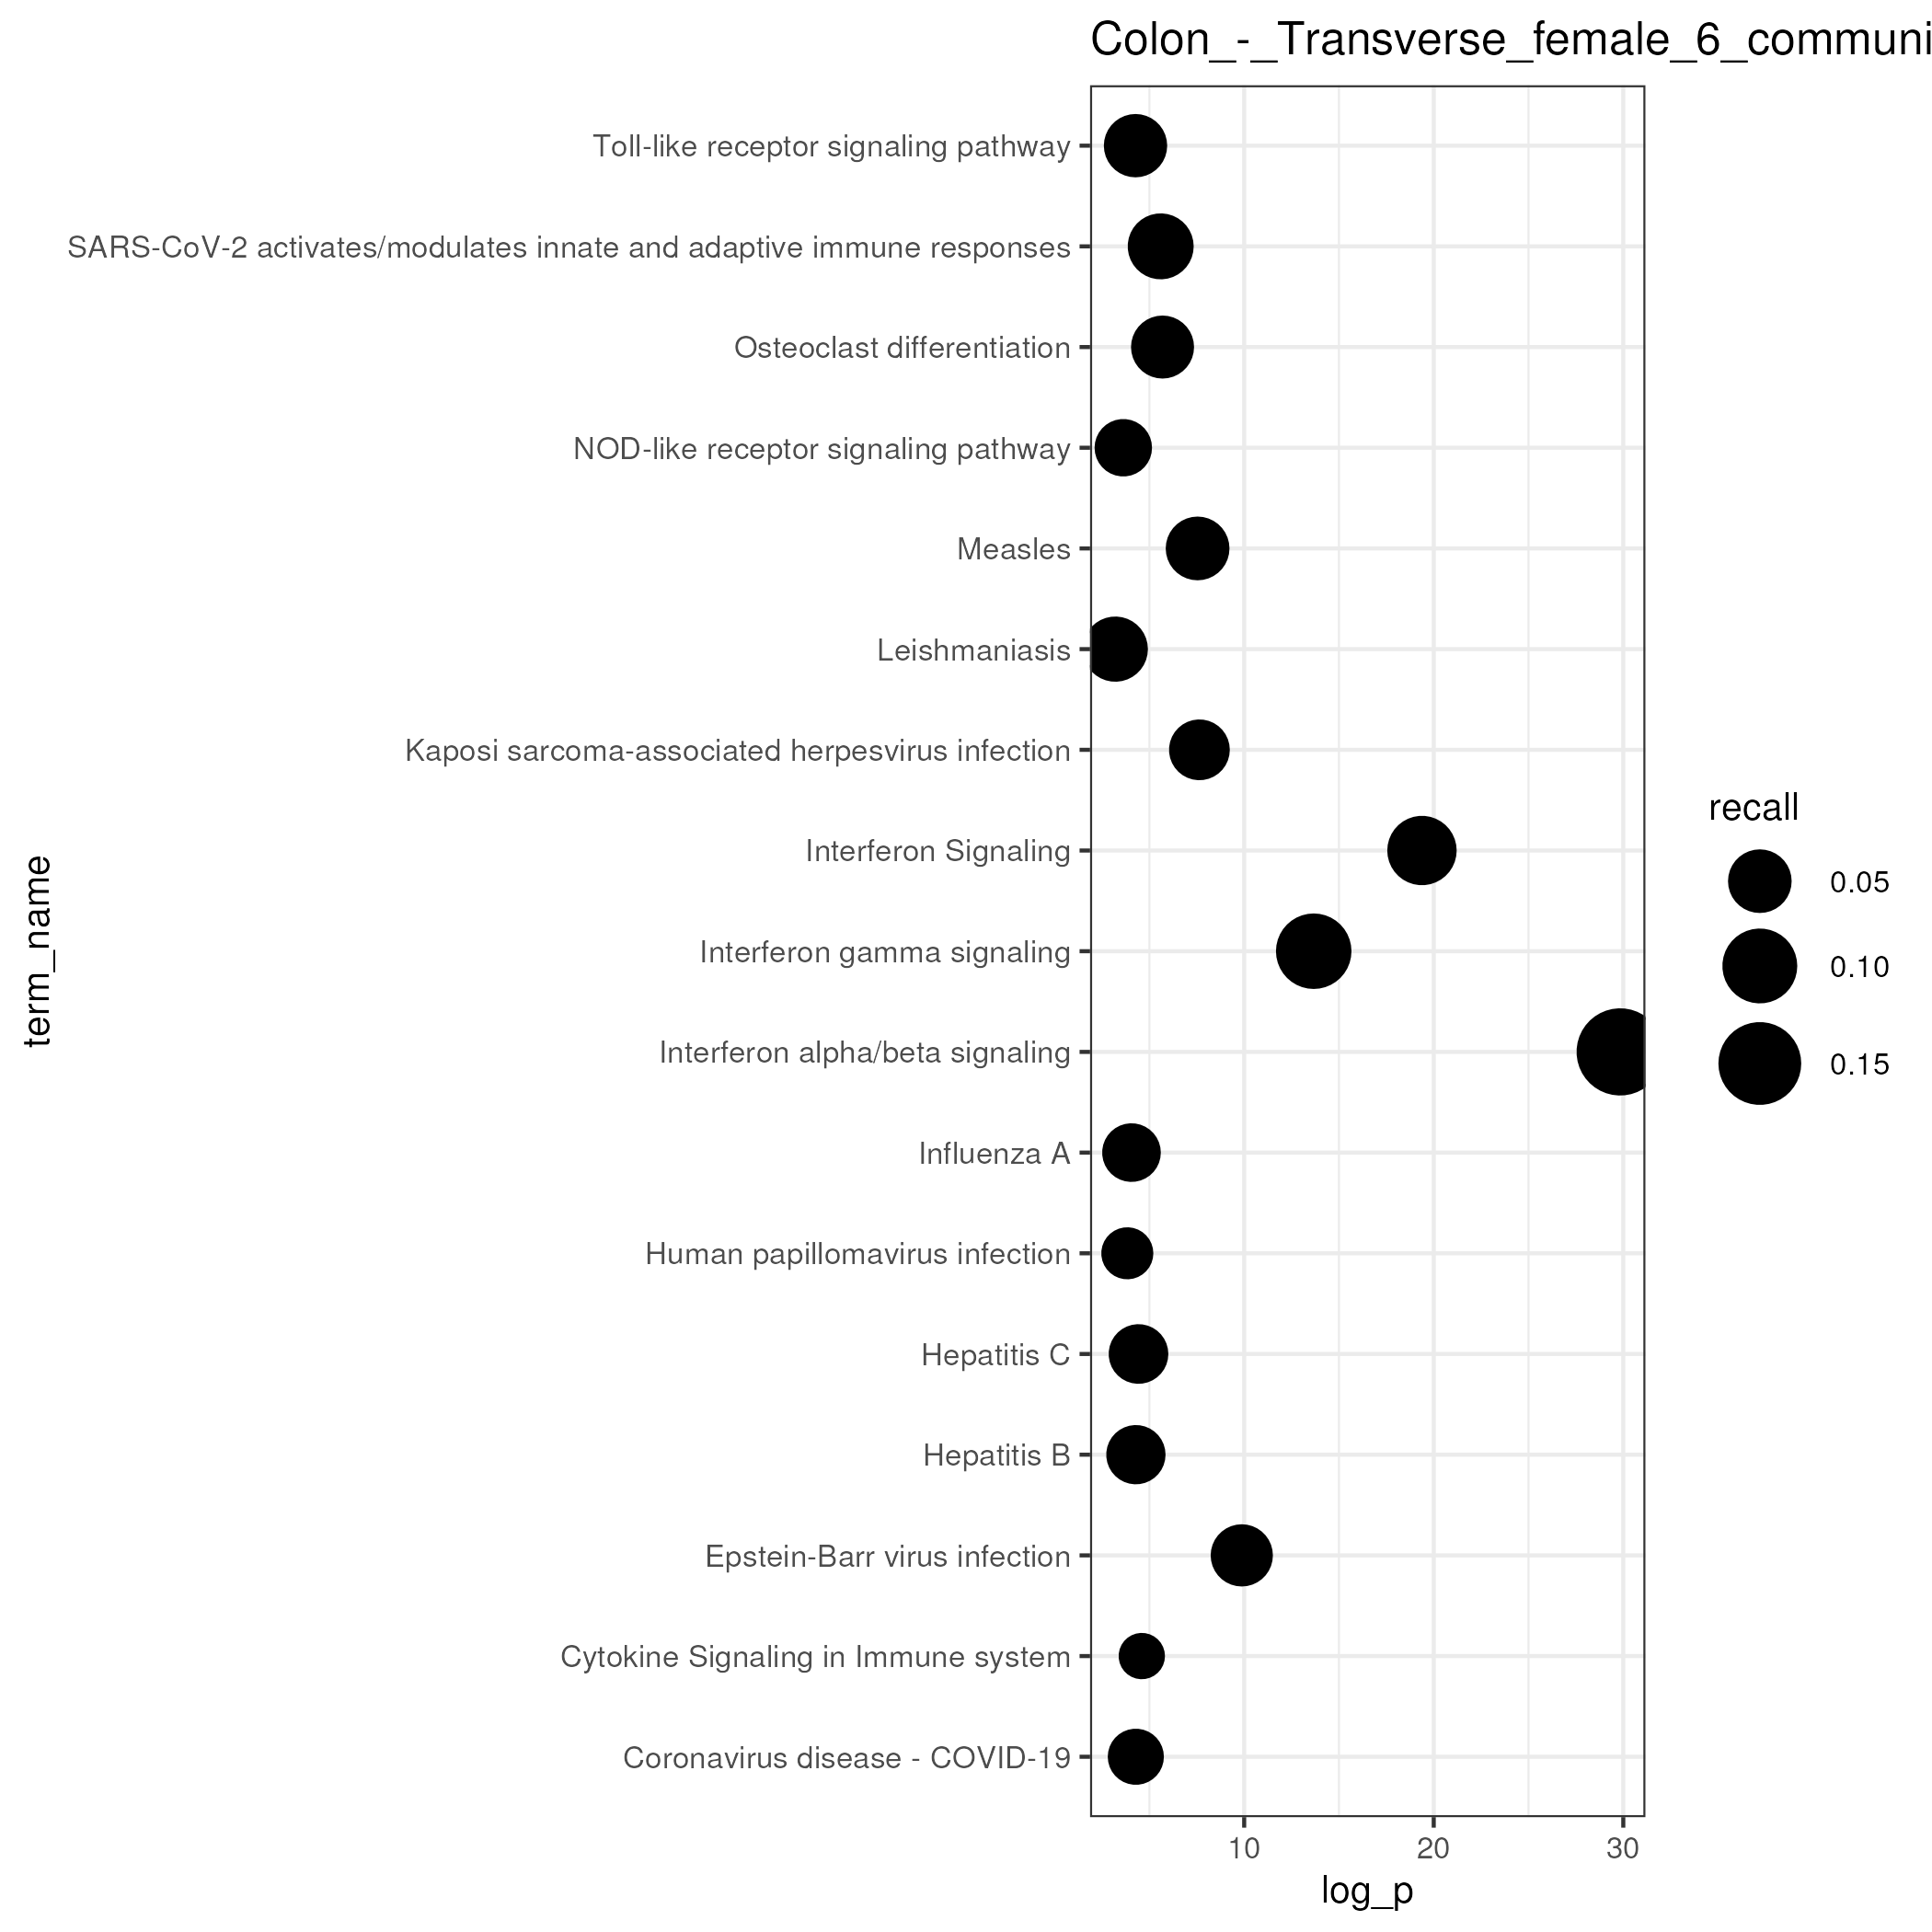 Colon_-_Transverse_female_6_communi
Toll-like receptor signaling pathway
SARS-CoV-2 activates/modulates innate and adaptive immune responses
Osteoclast differentiation
NOD-like receptor signaling pathway
Measles
Leishmaniasis
Kaposi sarcoma-associated herpesvirus infection
Interferon Signaling
Interferon gamma signaling
Interferon alpha/beta signaling
Influenza A
Human papillomavirus infection
Hepatitis C
Hepatitis B
Epstein-Barr virus infection
Cytokine Signaling in Immune system
Coronavirus disease - COVID-19
term_name
10 20 30
log_p
recall
0.05
0.10
0.15